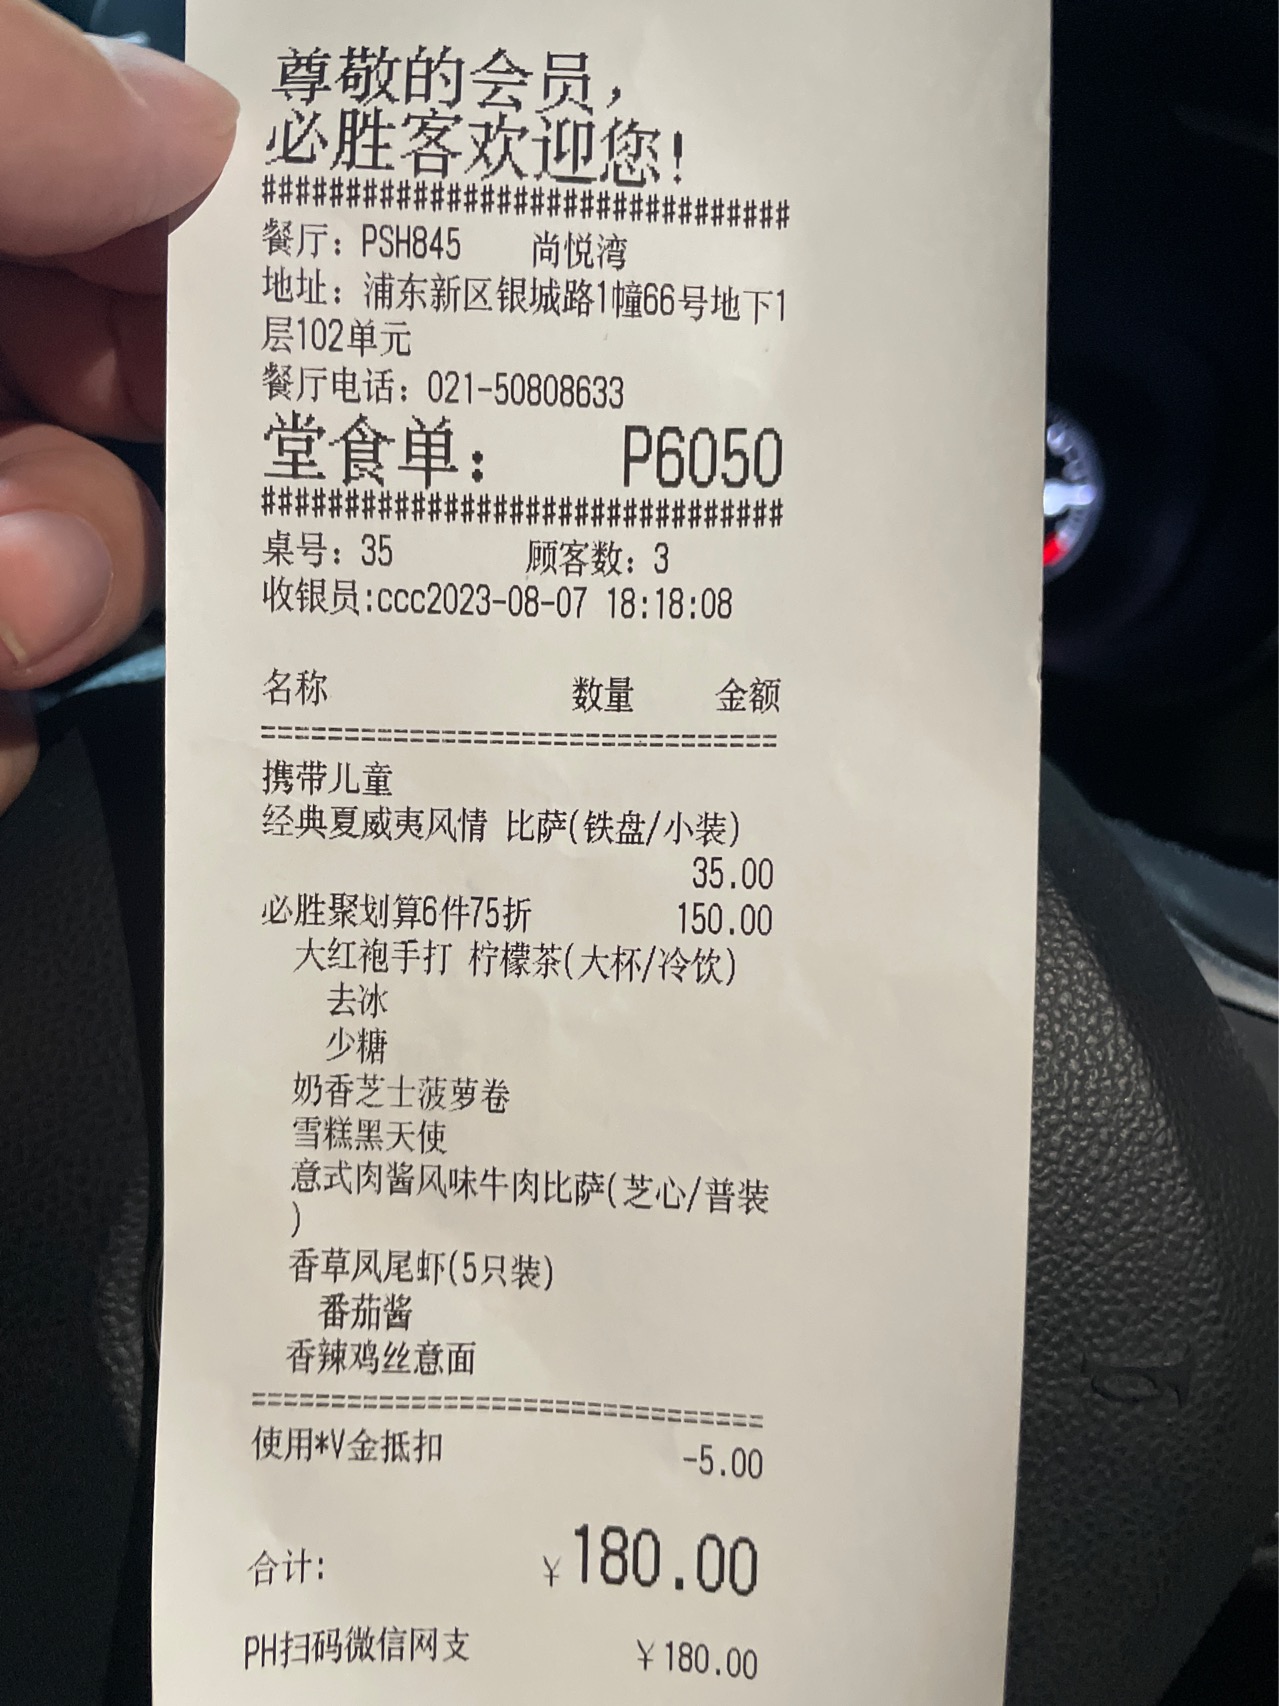 尊敬的会员,
必胜客欢迎您!
################################
餐厅: PSH845 尚悦湾
地址: 浦东新区银城路1幢66号地下1
层102单元
餐厅电话: 021-50808633
堂食单: P6050
################################
桌号: 35 顾客数: 3
收银员:ccc2023-08-07 18:18:08
名称 数量 金额
================================
携带儿童
经典夏威夷风情 比萨(铁盘/小装)
35.00
必胜聚划算6件75折 150.00
大红袍手打 柠檬茶(大杯/冷饮)
去冰
少糖
奶香芝士菠萝卷
雪糕黑天使
意式肉酱风味牛肉比萨(芝心/普装
)
香草凤尾虾(5只装)
番茄酱
香辣鸡丝意面
================================
使用*V金抵扣 -5.00
合计: ¥180.00
PH扫码微信网支 ¥180.00